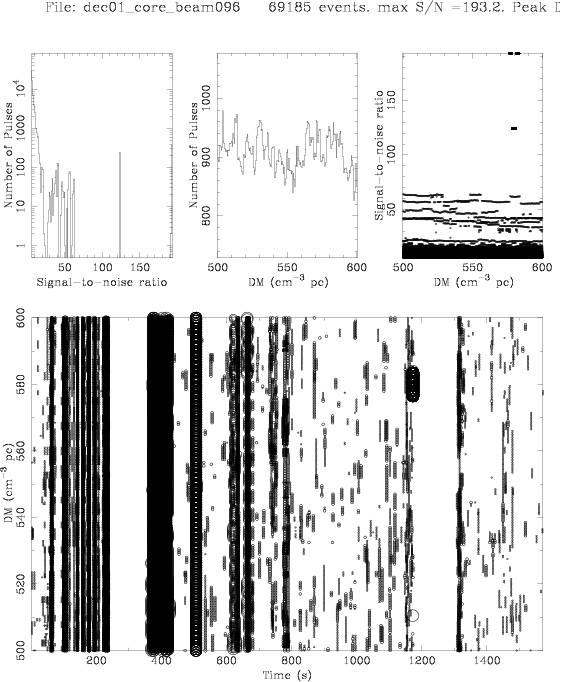 File: dec01_core_beam096 69185 events. max S/N =193.2. Peak D
Number of Pulses
1 10 100 1000 10⁴
50 100 150
Signal−to−noise ratio
Number of Pulses
800 900 1000
500 550 600
DM (cm⁻³ pc)
Signal−to−noise ratio
50 100 150
500 550 600
DM (cm⁻³ pc)
DM (cm⁻³ pc)
500 520 540 560 580 600
200 400 600 800 1000 1200 1400
Time (s)